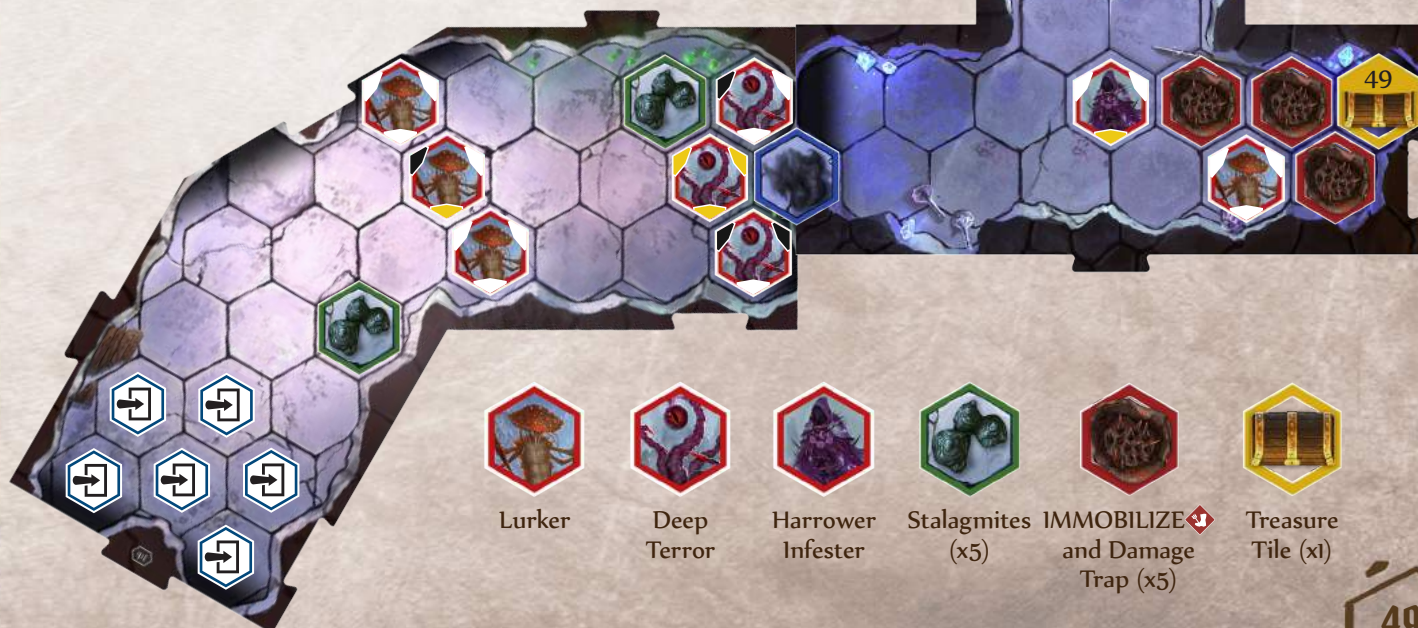 49
Lurker
Deep
Terror
Harrower
Infester
Stalagmites
(x5)
IMMOBILIZE
and Damage
Trap (x5)
Treasure
Tile (x1)
49